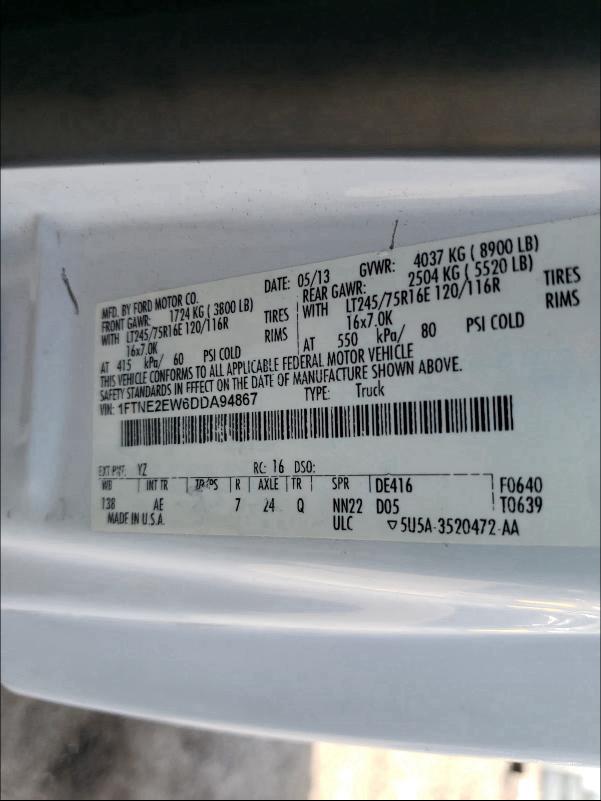 MFD. BY FORD MOTOR CO. DATE: 05/13 GVWR: 4037 KG ( 8900 LB)
FRONT GAWR: 1724 KG ( 3800 LB) REAR GAWR: 2504 KG ( 5520 LB)
WITH LT245/75R16E 120/116R TIRES WITH LT245/75R16E 120/116R TIRES
16x7.0K RIMS 16x7.0K RIMS
AT 415 kPa/ 60 PSI COLD AT 550 kPa/ 80 PSI COLD
THIS VEHICLE CONFORMS TO ALL APPLICABLE FEDERAL MOTOR VEHICLE
SAFETY STANDARDS IN EFFECT ON THE DATE OF MANUFACTURE SHOWN ABOVE.
VIN: 1FTNE2EW6DDA94867 TYPE: Truck
EXT PNT: YZ RC: 16 DSO:
WB INT TR TP/PS R AXLE TR SPR DE416 F0640
138 AE 7 24 Q NN22 D05 T0639
MADE IN U.S.A. ULC ▽5U5A-3520472-AA